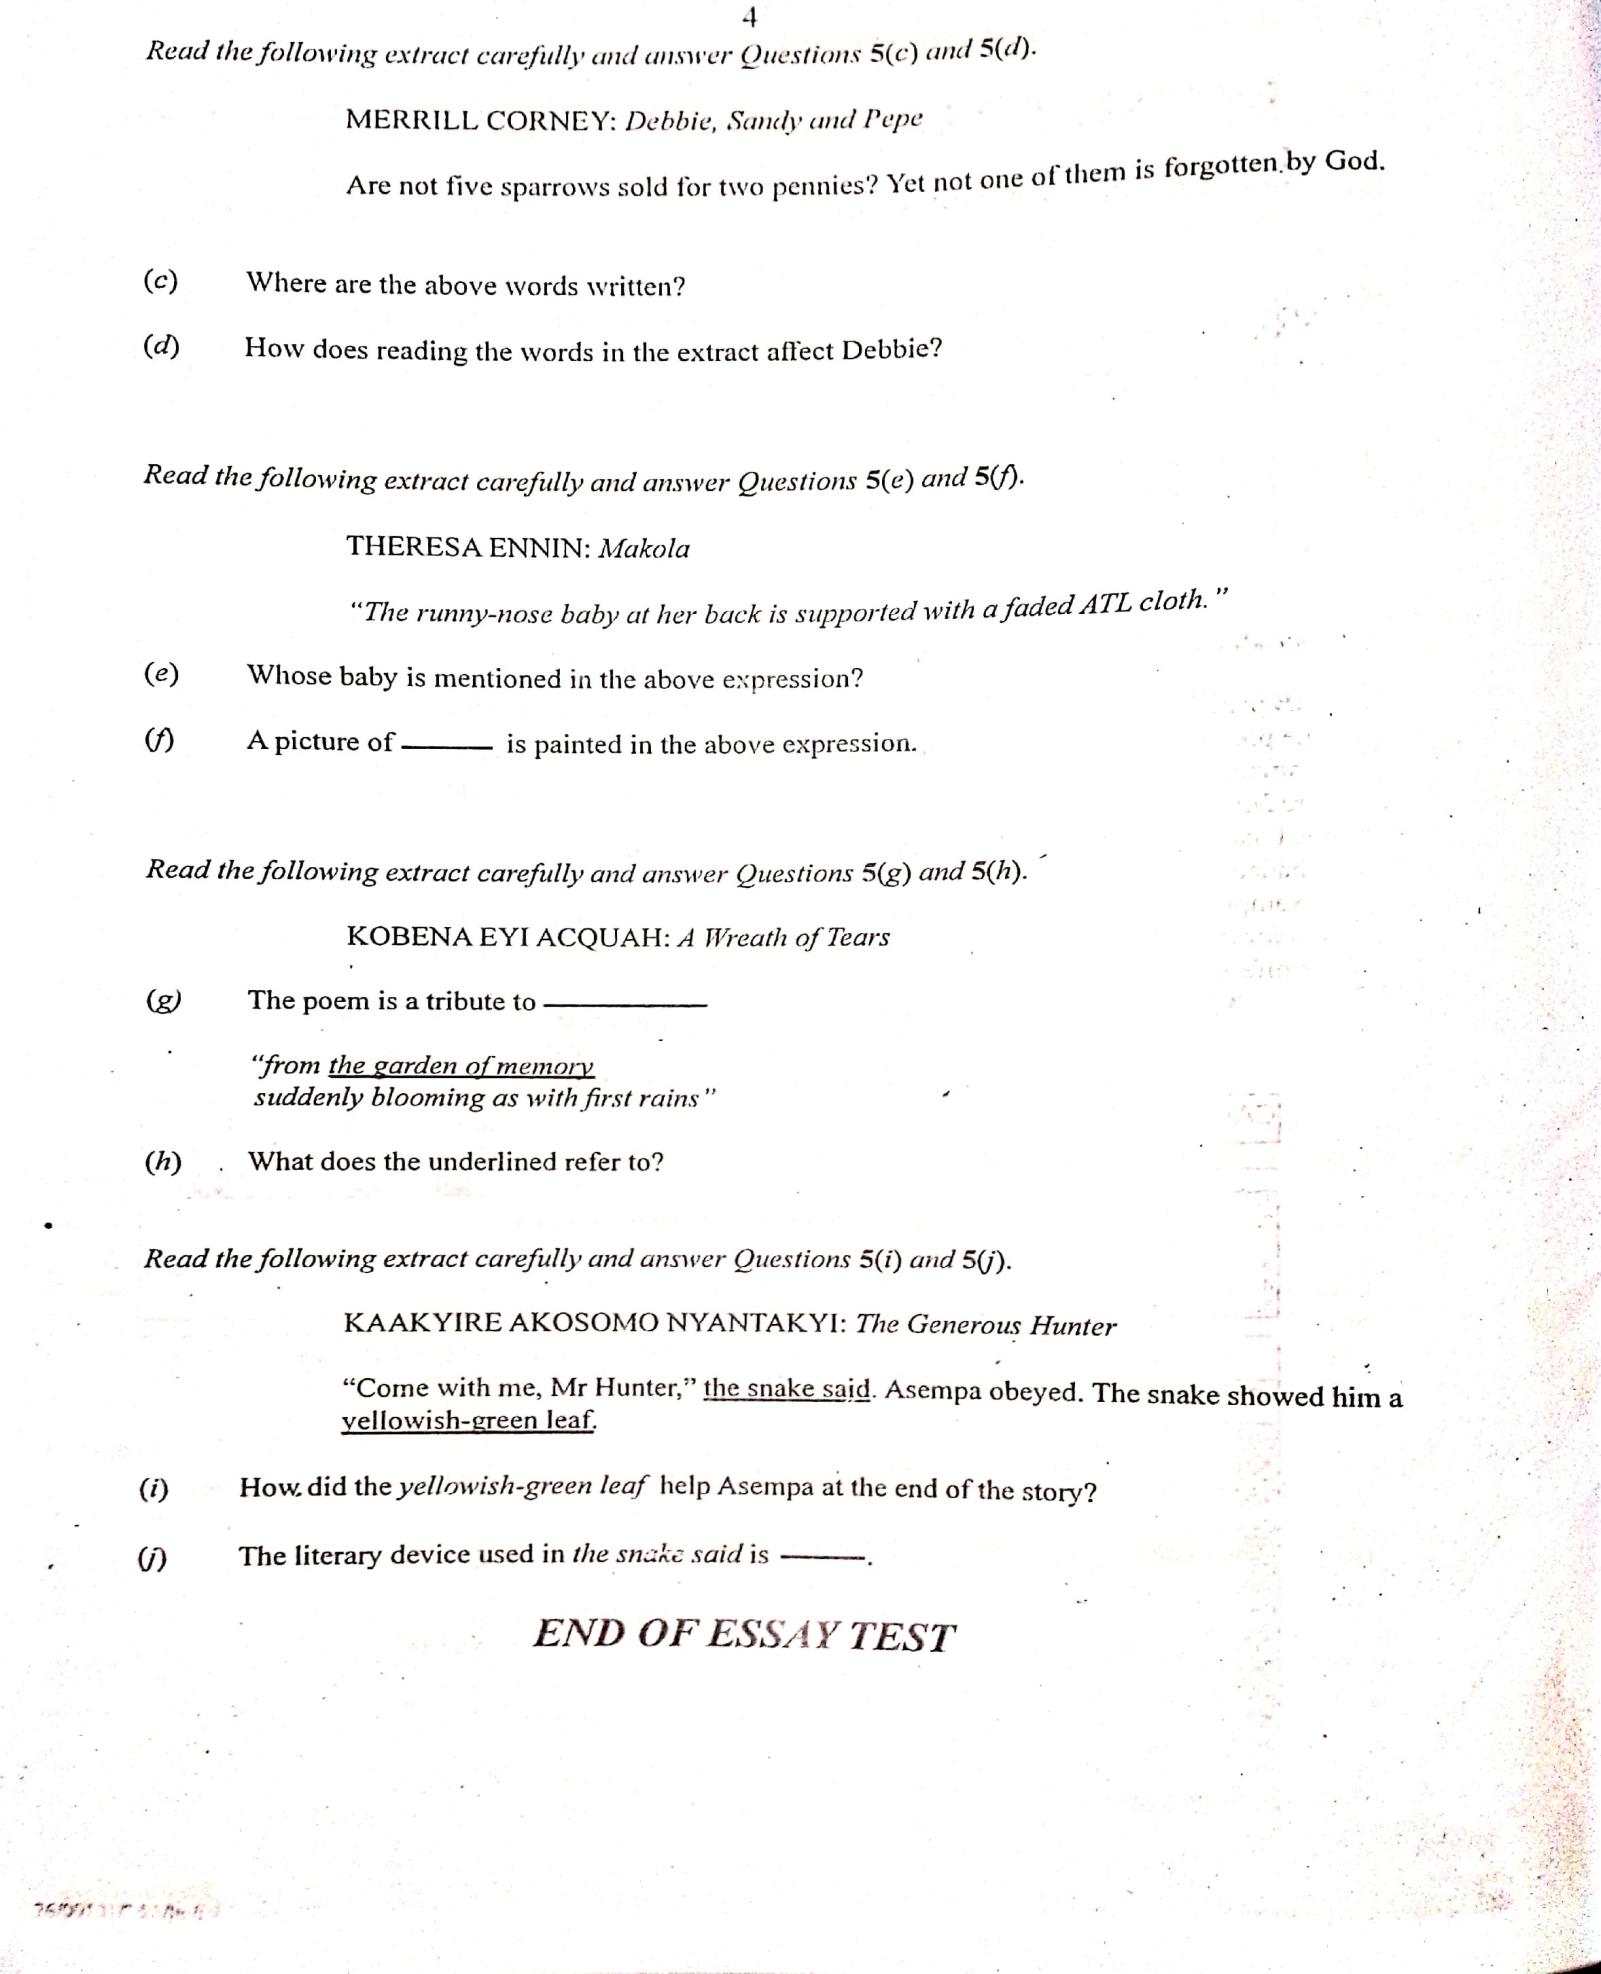 4
Read the following extract carefully and answer Questions 5(c) and 5(d).
MERRILL CORNEY: Debbie, Sandy and Pepe
Are not five sparrows sold for two pennies? Yet not one of them is forgotten by God.
(c) Where are the above words written?
(d) How does reading the words in the extract affect Debbie?
Read the following extract carefully and answer Questions 5(e) and 5(f).
THERESA ENNIN: Makola
“The runny-nose baby at her back is supported with a faded ATL cloth.”
(e) Whose baby is mentioned in the above expression?
(f) A picture of ______ is painted in the above expression.
Read the following extract carefully and answer Questions 5(g) and 5(h).
KOBENA EYI ACQUAH: A Wreath of Tears
(g) The poem is a tribute to ______
“from the garden of memory
suddenly blooming as with first rains”
(h) What does the underlined refer to?
Read the following extract carefully and answer Questions 5(i) and 5(j).
KAAKYIRE AKOSOMO NYANTAKYI: The Generous Hunter
“Come with me, Mr Hunter,” the snake said. Asempa obeyed. The snake showed him a
yellowish-green leaf.
(i) How did the yellowish-green leaf help Asempa at the end of the story?
(j) The literary device used in the snake said is ______.
END OF ESSAY TEST